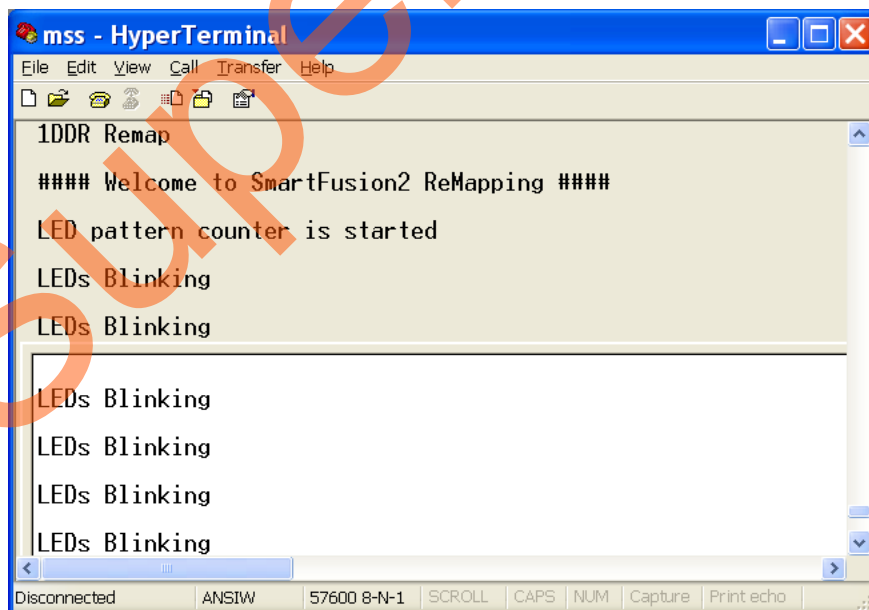 mss - HyperTerminal
File Edit View Call Transfer Help
1DDR Remap
#### Welcome to SmartFusion2 ReMapping ####
LED pattern counter is started
LEDs Blinking
LEDs Blinking
LEDs Blinking
LEDs Blinking
LEDs Blinking
LEDs Blinking
Disconnected ANSIW 57600 8-N-1 SCROLL CAPS NUM Capture Print echo